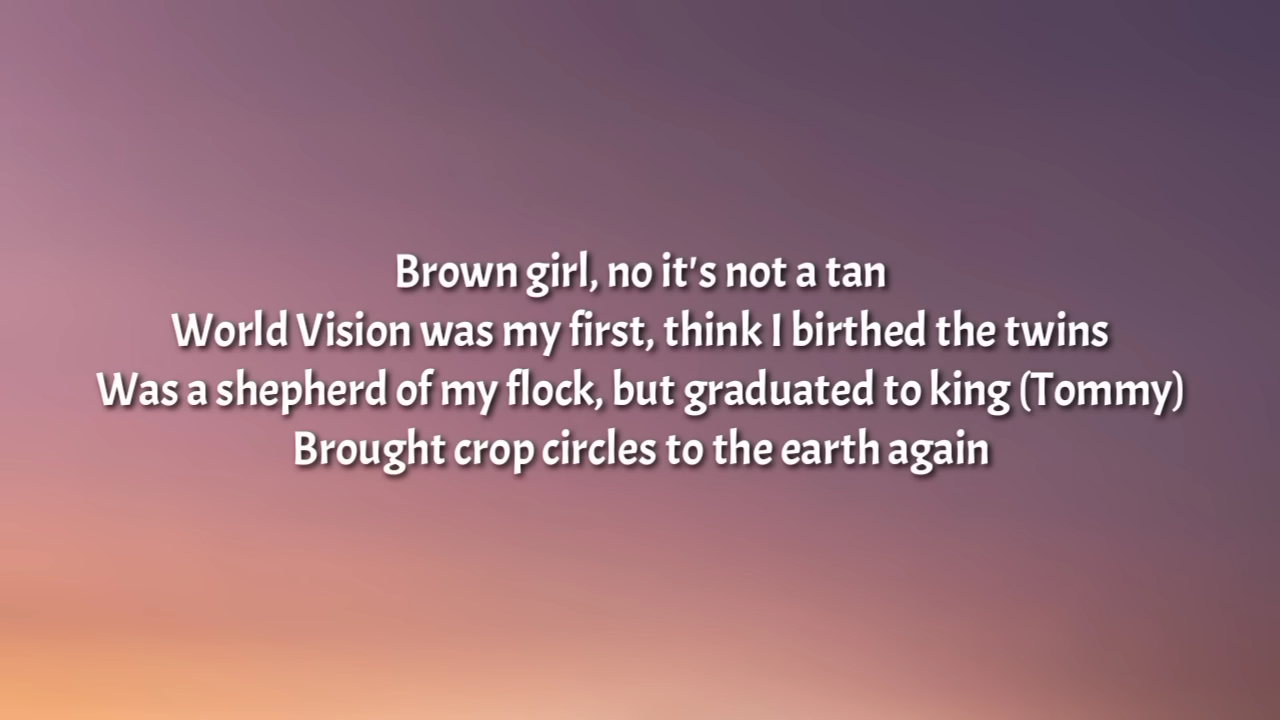 Brown girl, no it's not a tan
World Vision was my first, think I birthed the twins
Was a shepherd of my flock, but graduated to king (Tommy)
Brought crop circles to the earth again